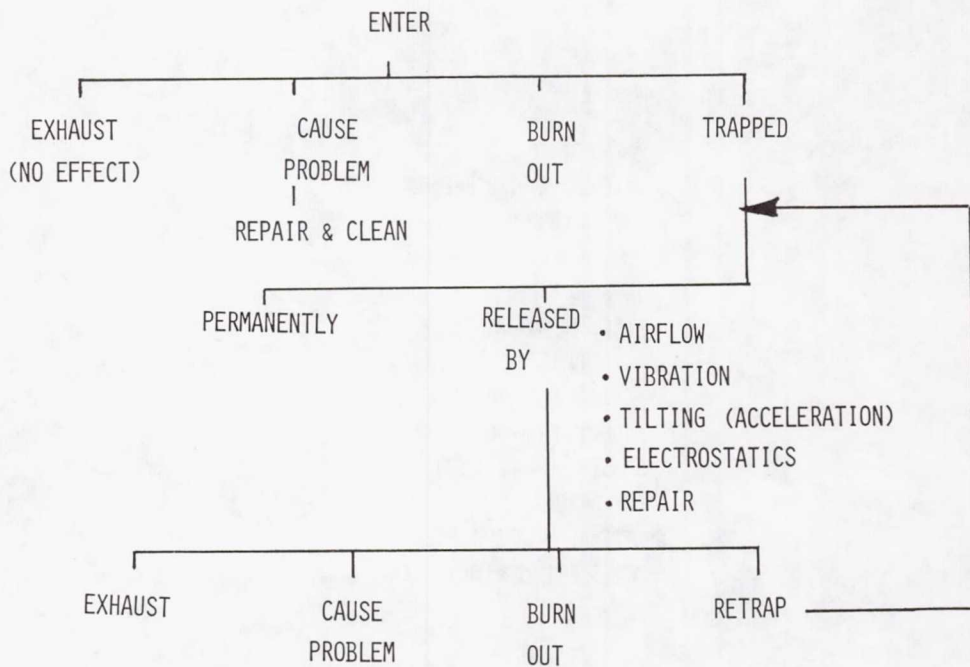 ENTER
EXHAUST
(NO EFFECT)
CAUSE
PROBLEM
REPAIR & CLEAN
BURN
OUT
TRAPPED
PERMANENTLY
RELEASED
BY
• AIRFLOW
• VIBRATION
• TILTING (ACCELERATION)
• ELECTROSTATICS
• REPAIR
EXHAUST
CAUSE
PROBLEM
BURN
OUT
RETRAP